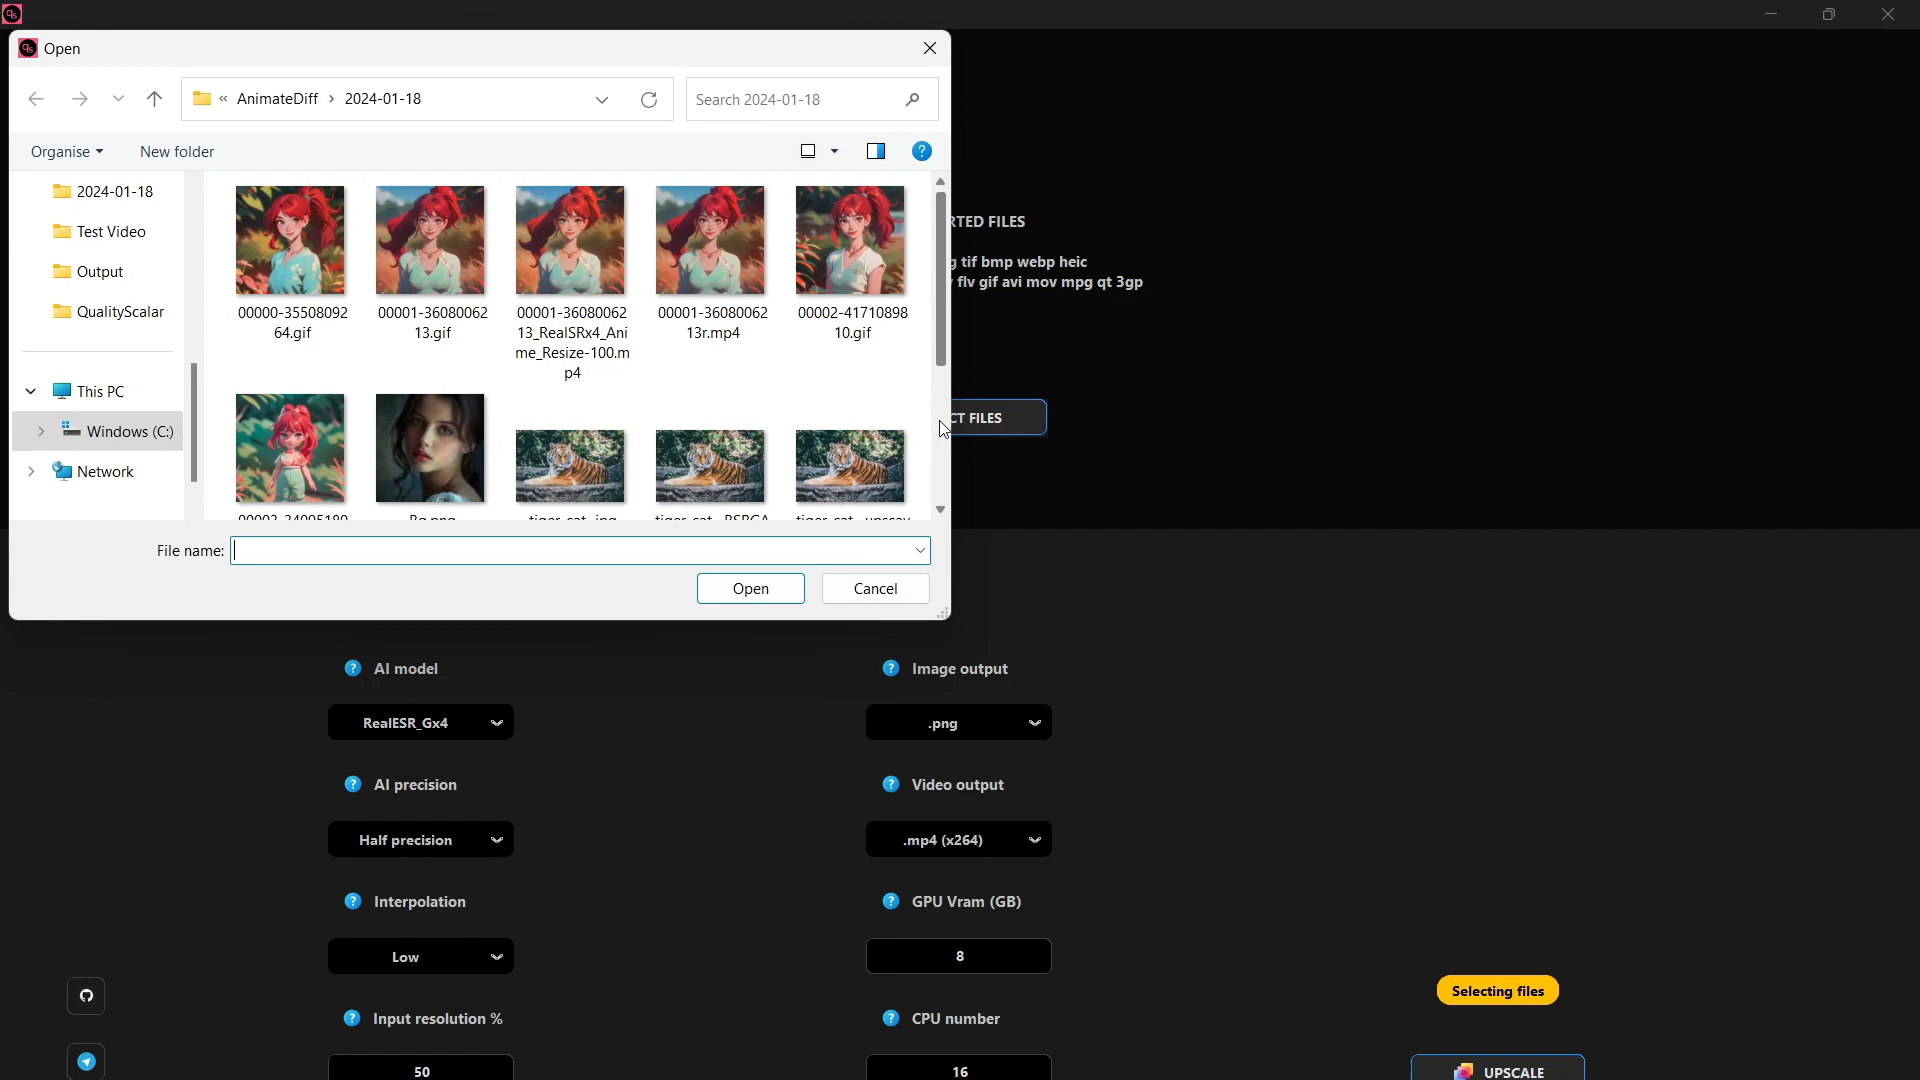 Open
« AnimateDiff › 2024-01-18
Search 2024-01-18
Organise
New folder
2024-01-18
Test Video
Output
QualityScalar
This PC
Windows (C:)
Network
00000-35508092
64.gif
00001-36080062
13.gif
00001-36080062
13_RealSRx4_Ani
me_Resize-100.m
p4
00001-36080062
13r.mp4
00002-41710898
10.gif
File name:
Open
Cancel
RTED FILES
tif bmp webp heic
flv gif avi mov mpg qt 3gp
CT FILES
AI model
Image output
RealESR_Gx4
.png
AI precision
Video output
Half precision
.mp4 (x264)
Interpolation
GPU Vram (GB)
Low
8
Selecting files
Input resolution %
CPU number
50
16
UPSCALE